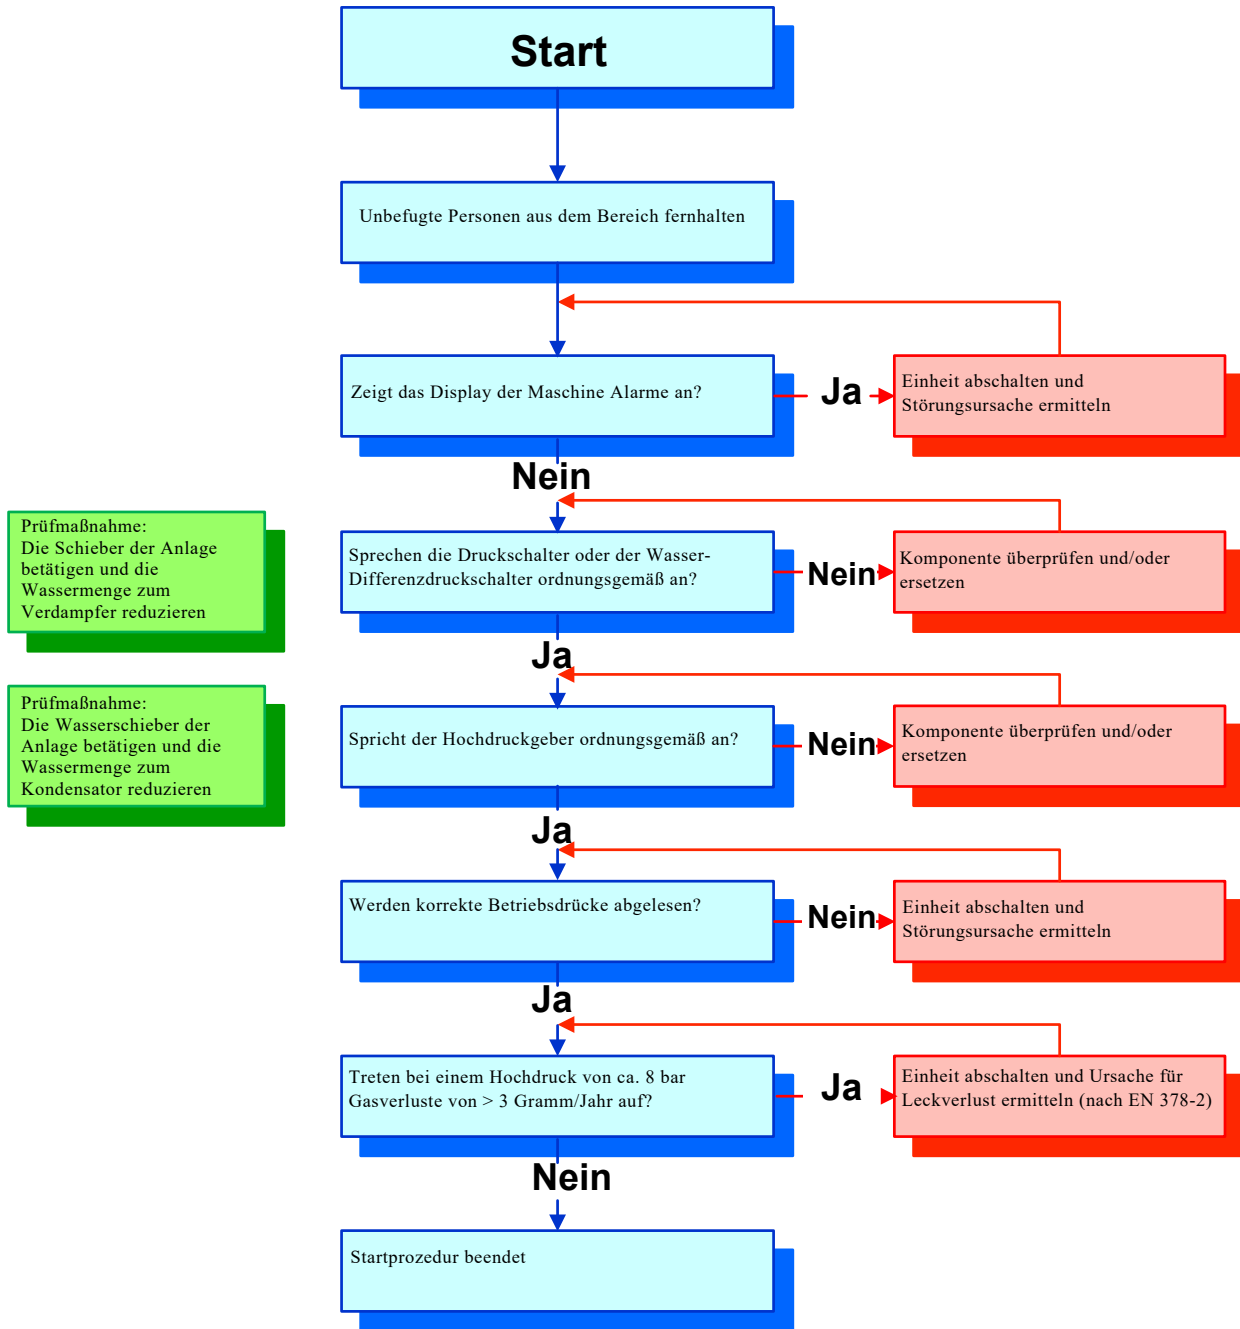 Start
Unbefugte Personen aus dem Bereich fernhalten
Zeigt das Display der Maschine Alarme an?
Ja
Einheit abschalten und
Störungsursache ermitteln
Nein
Prüfmaßnahme:
Die Schieber der Anlage
betätigen und die
Wassermenge zum
Verdampfer reduzieren
Sprechen die Druckschalter oder der Wasser-
Differenzdruckschalter ordnungsgemäß an?
Nein
Komponente überprüfen und/oder
ersetzen
Ja
Prüfmaßnahme:
Die Wasserschieber der
Anlage betätigen und die
Wassermenge zum
Kondensator reduzieren
Spricht der Hochdruckgeber ordnungsgemäß an?
Nein
Komponente überprüfen und/oder
ersetzen
Ja
Werden korrekte Betriebsdrücke abgelesen?
Nein
Einheit abschalten und
Störungsursache ermitteln
Ja
Treten bei einem Hochdruck von ca. 8 bar
Gasverluste von > 3 Gramm/Jahr auf?
Ja
Einheit abschalten und Ursache für
Leckverlust ermitteln (nach EN 378-2)
Nein
Startprozedur beendet